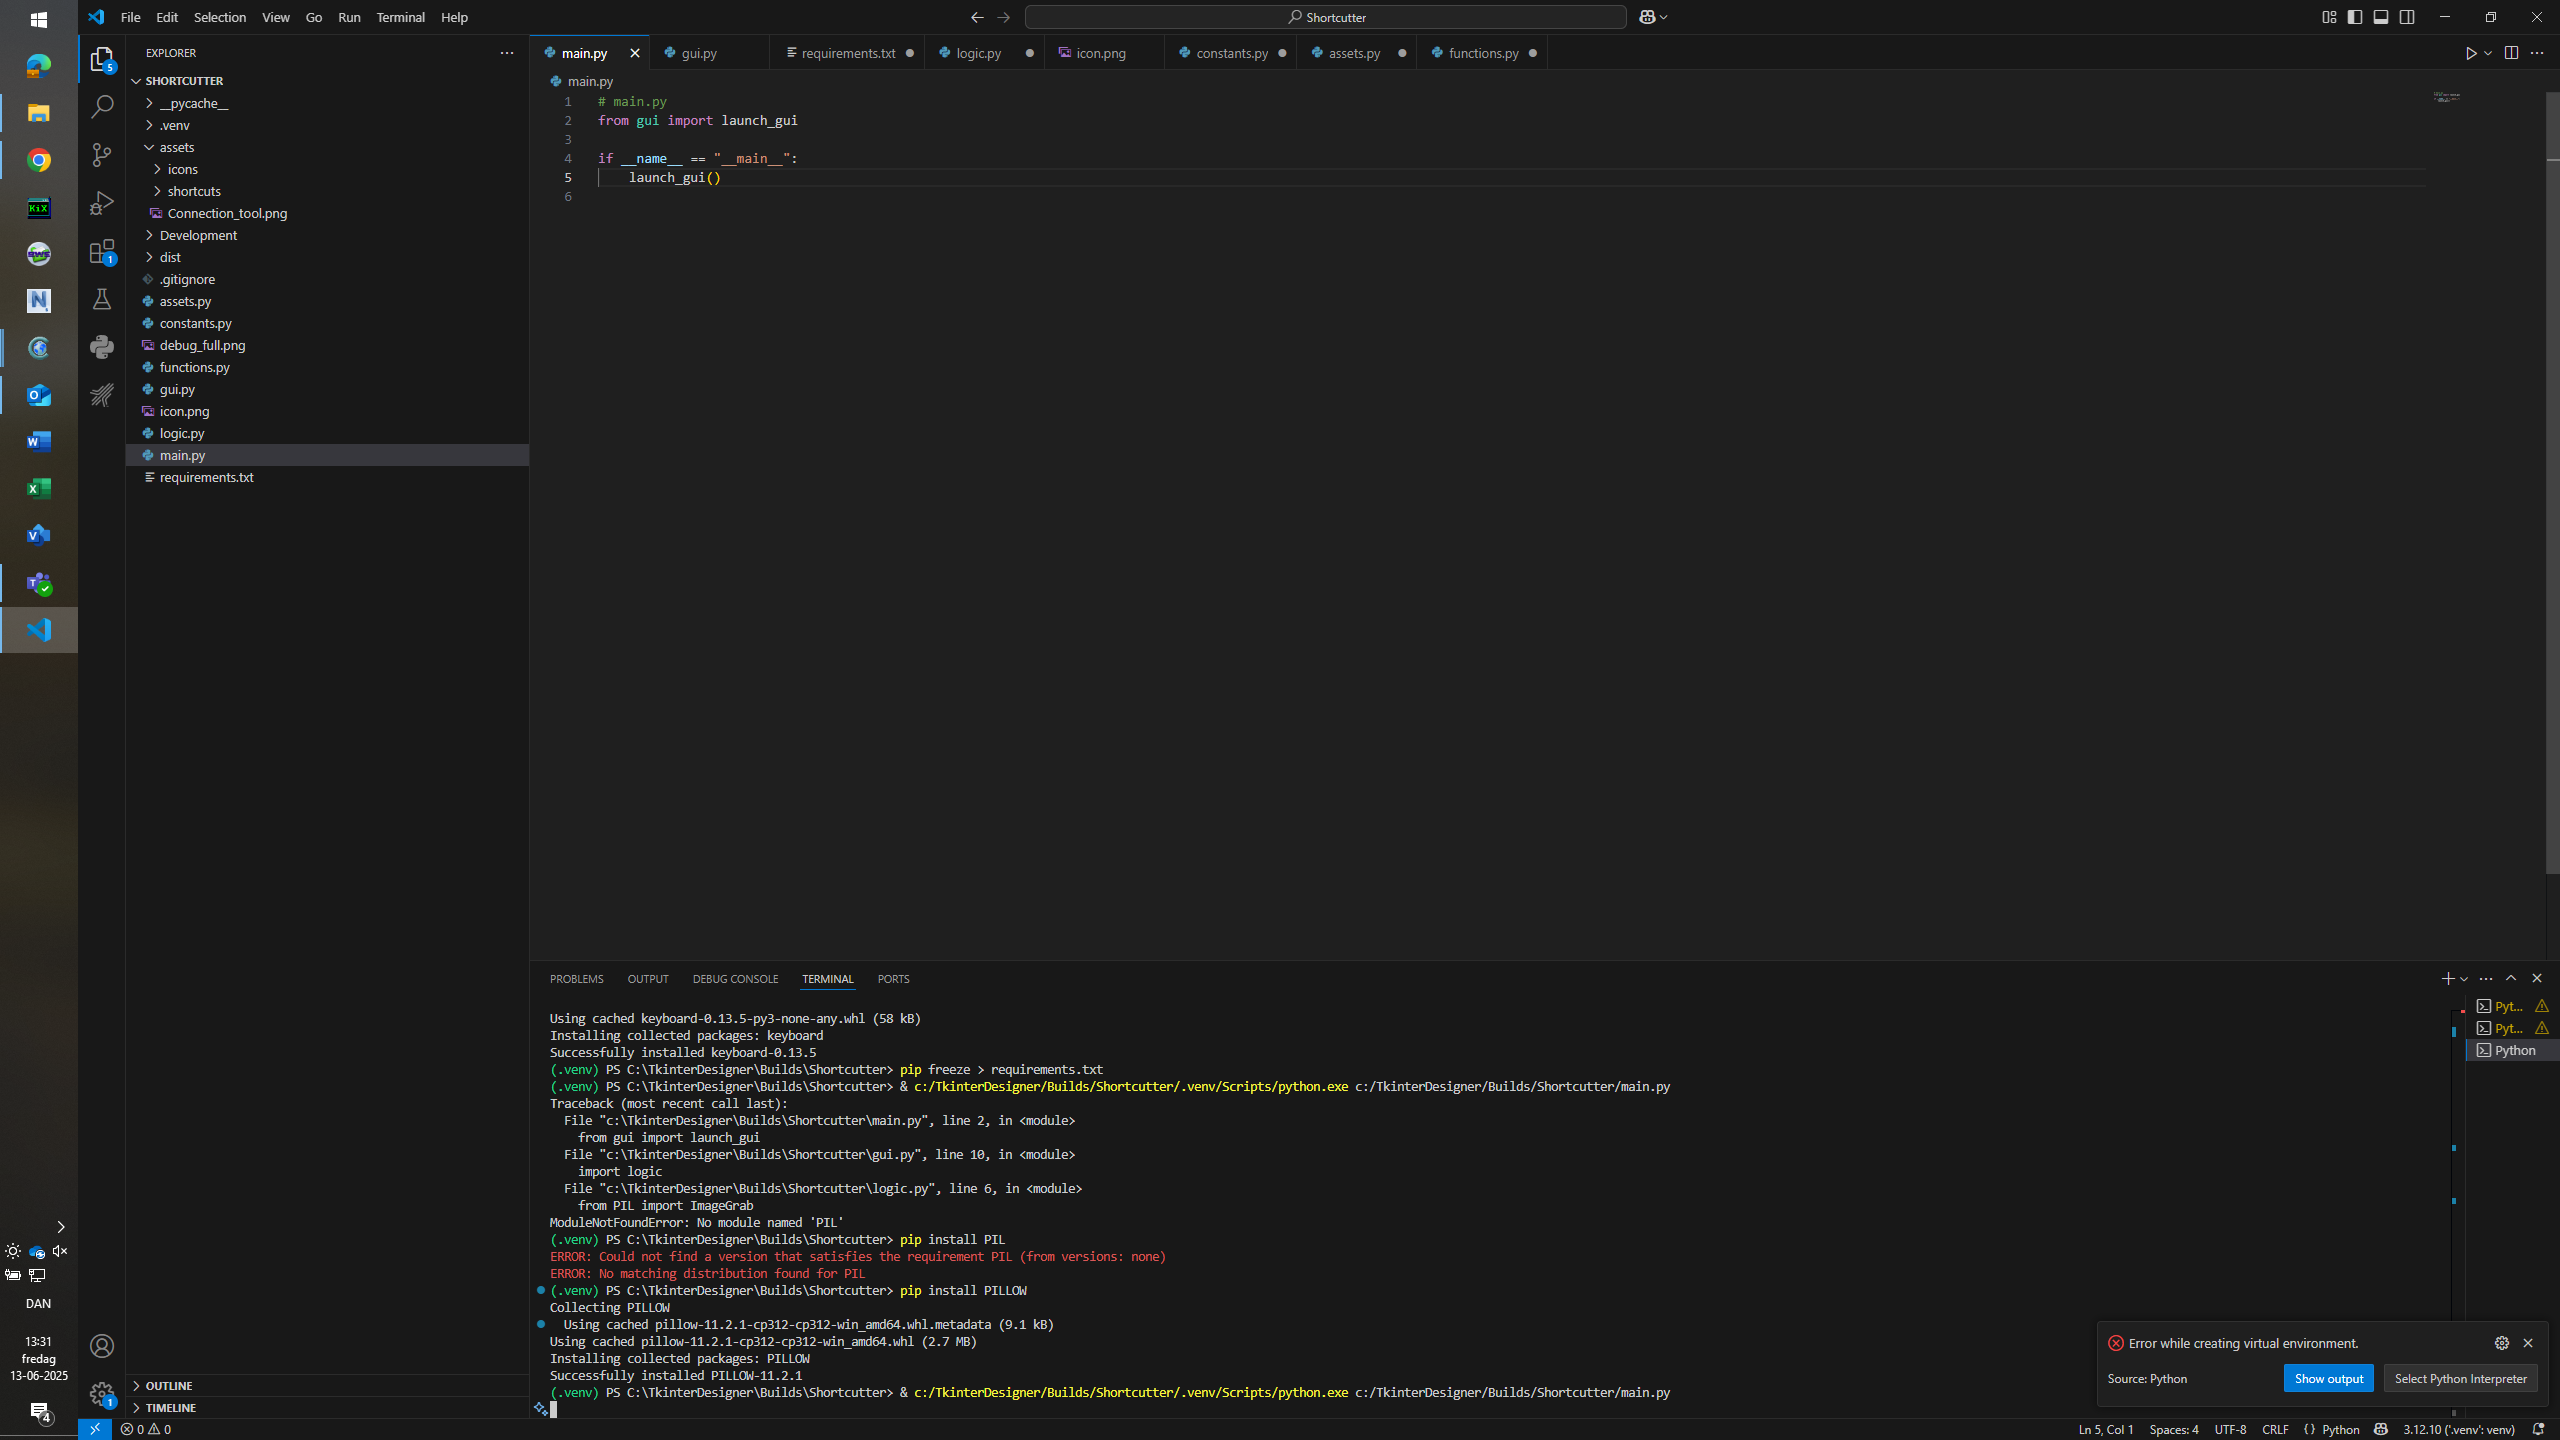 File Edit Selection View Go Run Terminal Help
Shortcutter
EXPLORER
SHORTCUTTER
__pycache__
.venv
assets
icons
shortcuts
Connection_tool.png
Development
dist
.gitignore
assets.py
constants.py
debug_full.png
functions.py
gui.py
icon.png
logic.py
main.py
requirements.txt
OUTLINE
TIMELINE
5
1
1
KiX
DAN
13:31
fredag
13-06-2025
4
main.py gui.py requirements.txt logic.py icon.png constants.py assets.py functions.py
main.py
1 # main.py
2 from gui import launch_gui
3
4 if __name__ == "__main__":
5     launch_gui()
6
PROBLEMS OUTPUT DEBUG CONSOLE TERMINAL PORTS
Using cached keyboard-0.13.5-py3-none-any.whl (58 kB)
Installing collected packages: keyboard
Successfully installed keyboard-0.13.5
(.venv) PS C:\TkinterDesigner\Builds\Shortcutter> pip freeze > requirements.txt
(.venv) PS C:\TkinterDesigner\Builds\Shortcutter> & c:/TkinterDesigner/Builds/Shortcutter/.venv/Scripts/python.exe c:/TkinterDesigner/Builds/Shortcutter/main.py
Traceback (most recent call last):
  File "c:\TkinterDesigner\Builds\Shortcutter\main.py", line 2, in <module>
    from gui import launch_gui
  File "c:\TkinterDesigner\Builds\Shortcutter\gui.py", line 10, in <module>
    import logic
  File "c:\TkinterDesigner\Builds\Shortcutter\logic.py", line 6, in <module>
    from PIL import ImageGrab
ModuleNotFoundError: No module named 'PIL'
(.venv) PS C:\TkinterDesigner\Builds\Shortcutter> pip install PIL
ERROR: Could not find a version that satisfies the requirement PIL (from versions: none)
ERROR: No matching distribution found for PIL
(.venv) PS C:\TkinterDesigner\Builds\Shortcutter> pip install PILLOW
Collecting PILLOW
  Using cached pillow-11.2.1-cp312-cp312-win_amd64.whl.metadata (9.1 kB)
Using cached pillow-11.2.1-cp312-cp312-win_amd64.whl (2.7 MB)
Installing collected packages: PILLOW
Successfully installed PILLOW-11.2.1
(.venv) PS C:\TkinterDesigner\Builds\Shortcutter> & c:/TkinterDesigner/Builds/Shortcutter/.venv/Scripts/python.exe c:/TkinterDesigner/Builds/Shortcutter/main.py
Pyt...
Pyt...
Python
Error while creating virtual environment.
Source: Python Show output Select Python Interpreter
0 0 Ln 5, Col 1 Spaces: 4 UTF-8 CRLF {} Python 3.12.10 ('.venv': venv)